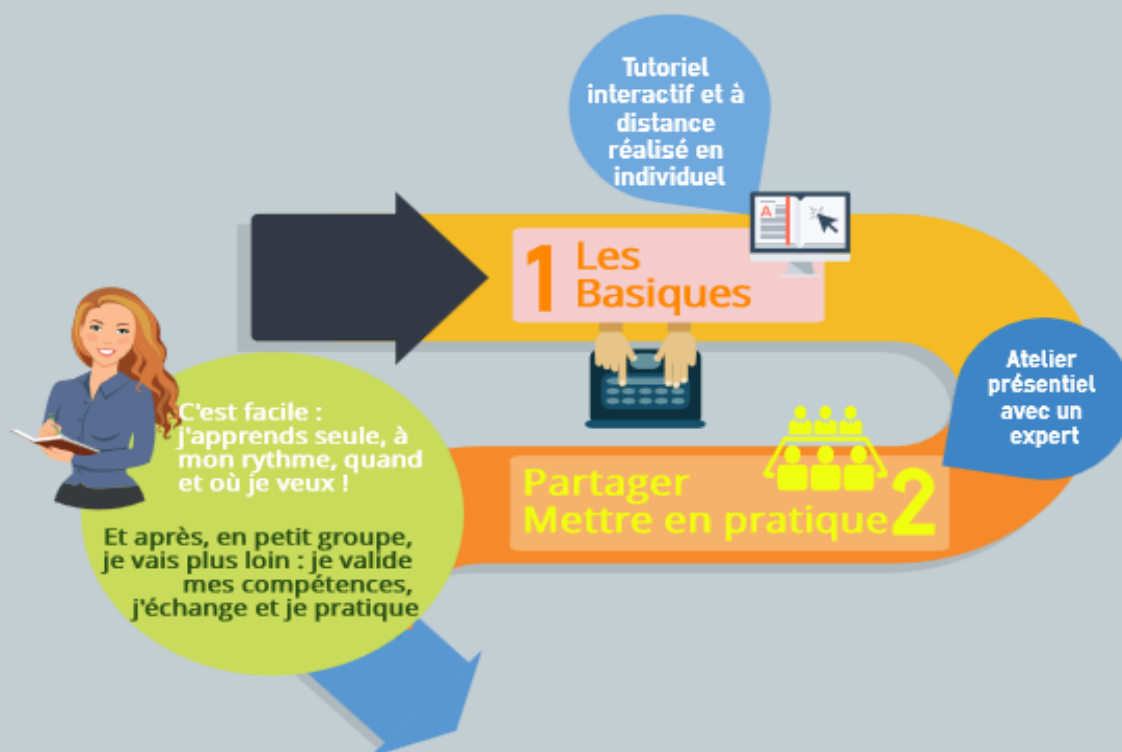 Tutoriel
interactif et à
distance
réalisé en
individuel
1 Les
Basiques
Atelier
présentiel
avec un
expert
Partager
Mettre en pratique 2
C'est facile :
j'apprends seule, à
mon rythme, quand
et où je veux !
Et après, en petit groupe,
je vais plus loin : je valide
mes compétences,
j'échange et je pratique